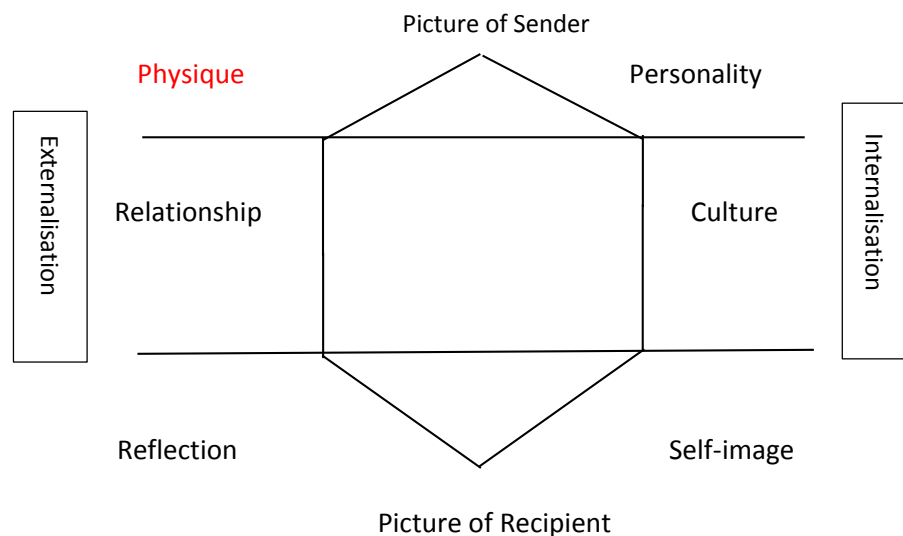 Picture of Sender
Physique
Personality
Externalisation
Internalisation
Relationship
Culture
Reflection
Self-image
Picture of Recipient